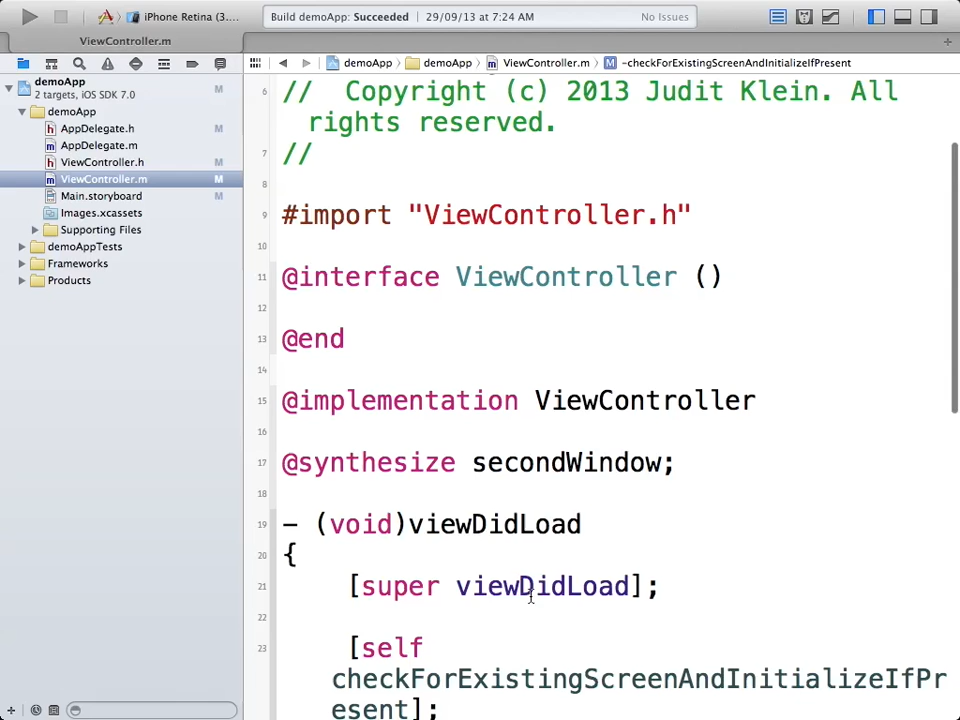 iPhone Retina (3....
Build demoApp: Succeeded | 29/09/13 at 7:24 AM
No Issues
ViewController.m
demoApp
demoApp
ViewController.m
M
-checkForExistingScreenAndInitializeIfPresent
demoApp
2 targets, iOS SDK 7.0
M
demoApp
h AppDelegate.h M
m AppDelegate.m
h ViewController.h M
m ViewController.m M
Main.storyboard M
Images.xcassets
Supporting Files
demoAppTests
Frameworks
Products
6 // Copyright (c) 2013 Judit Klein. All
rights reserved.
7 //
8
9 #import "ViewController.h"
10
11 @interface ViewController ()
12
13 @end
14
15 @implementation ViewController
16
17 @synthesize secondWindow;
18
19 - (void)viewDidLoad
20 {
21 [super viewDidLoad];
22
23 [self
checkForExistingScreenAndInitializeIfPr
esent];